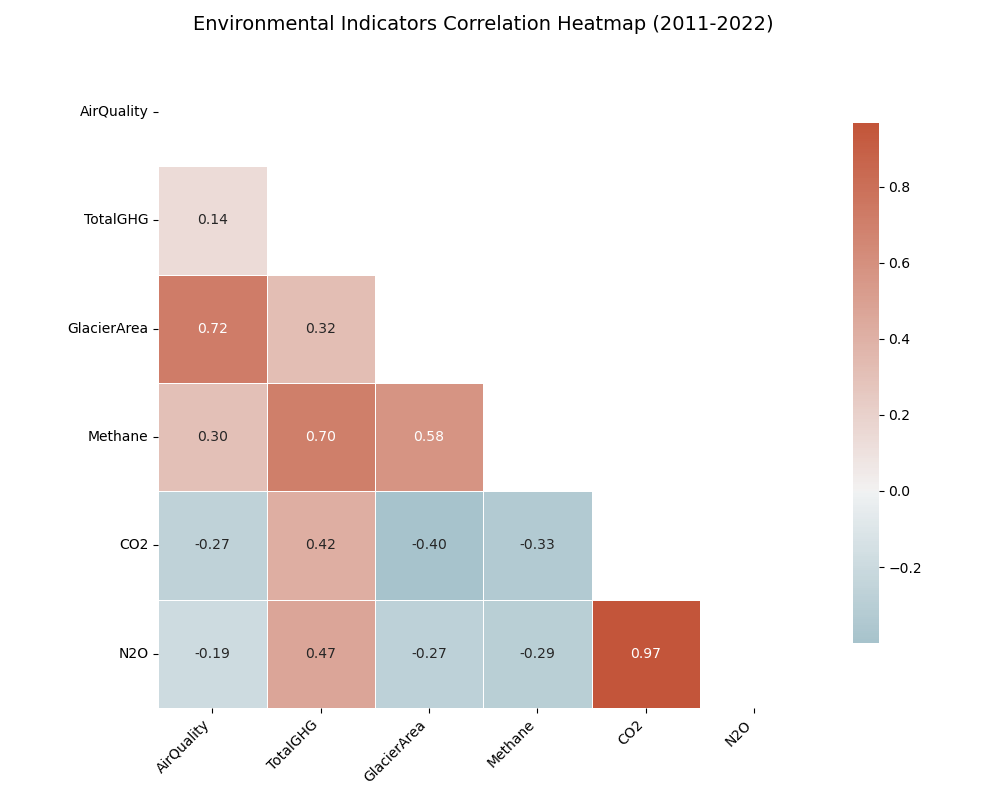 Environmental Indicators Correlation Heatmap (2011-2022)
AirQuality
TotalGHG
0.14
GlacierArea
0.72
0.32
Methane
0.30
0.70
0.58
CO2
-0.27
0.42
-0.40
-0.33
N2O
-0.19
0.47
-0.27
-0.29
0.97
AirQuality
TotalGHG
GlacierArea
Methane
CO2
N2O
0.8
0.6
0.4
0.2
0.0
−0.2